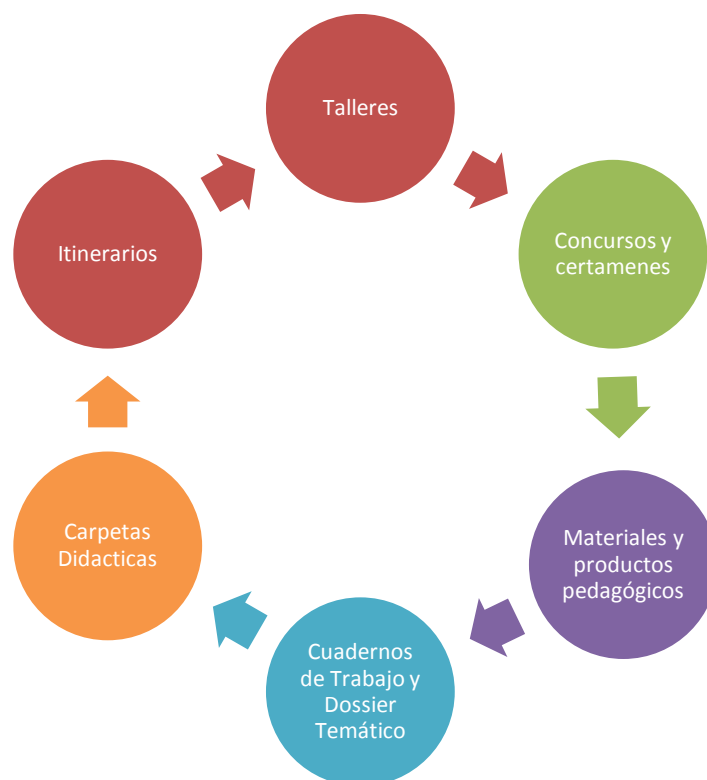 Talleres
Concursos y
certamenes
Materiales y
productos
pedagógicos
Cuadernos
de Trabajo y
Dossier
Temático
Carpetas
Didacticas
Itinerarios